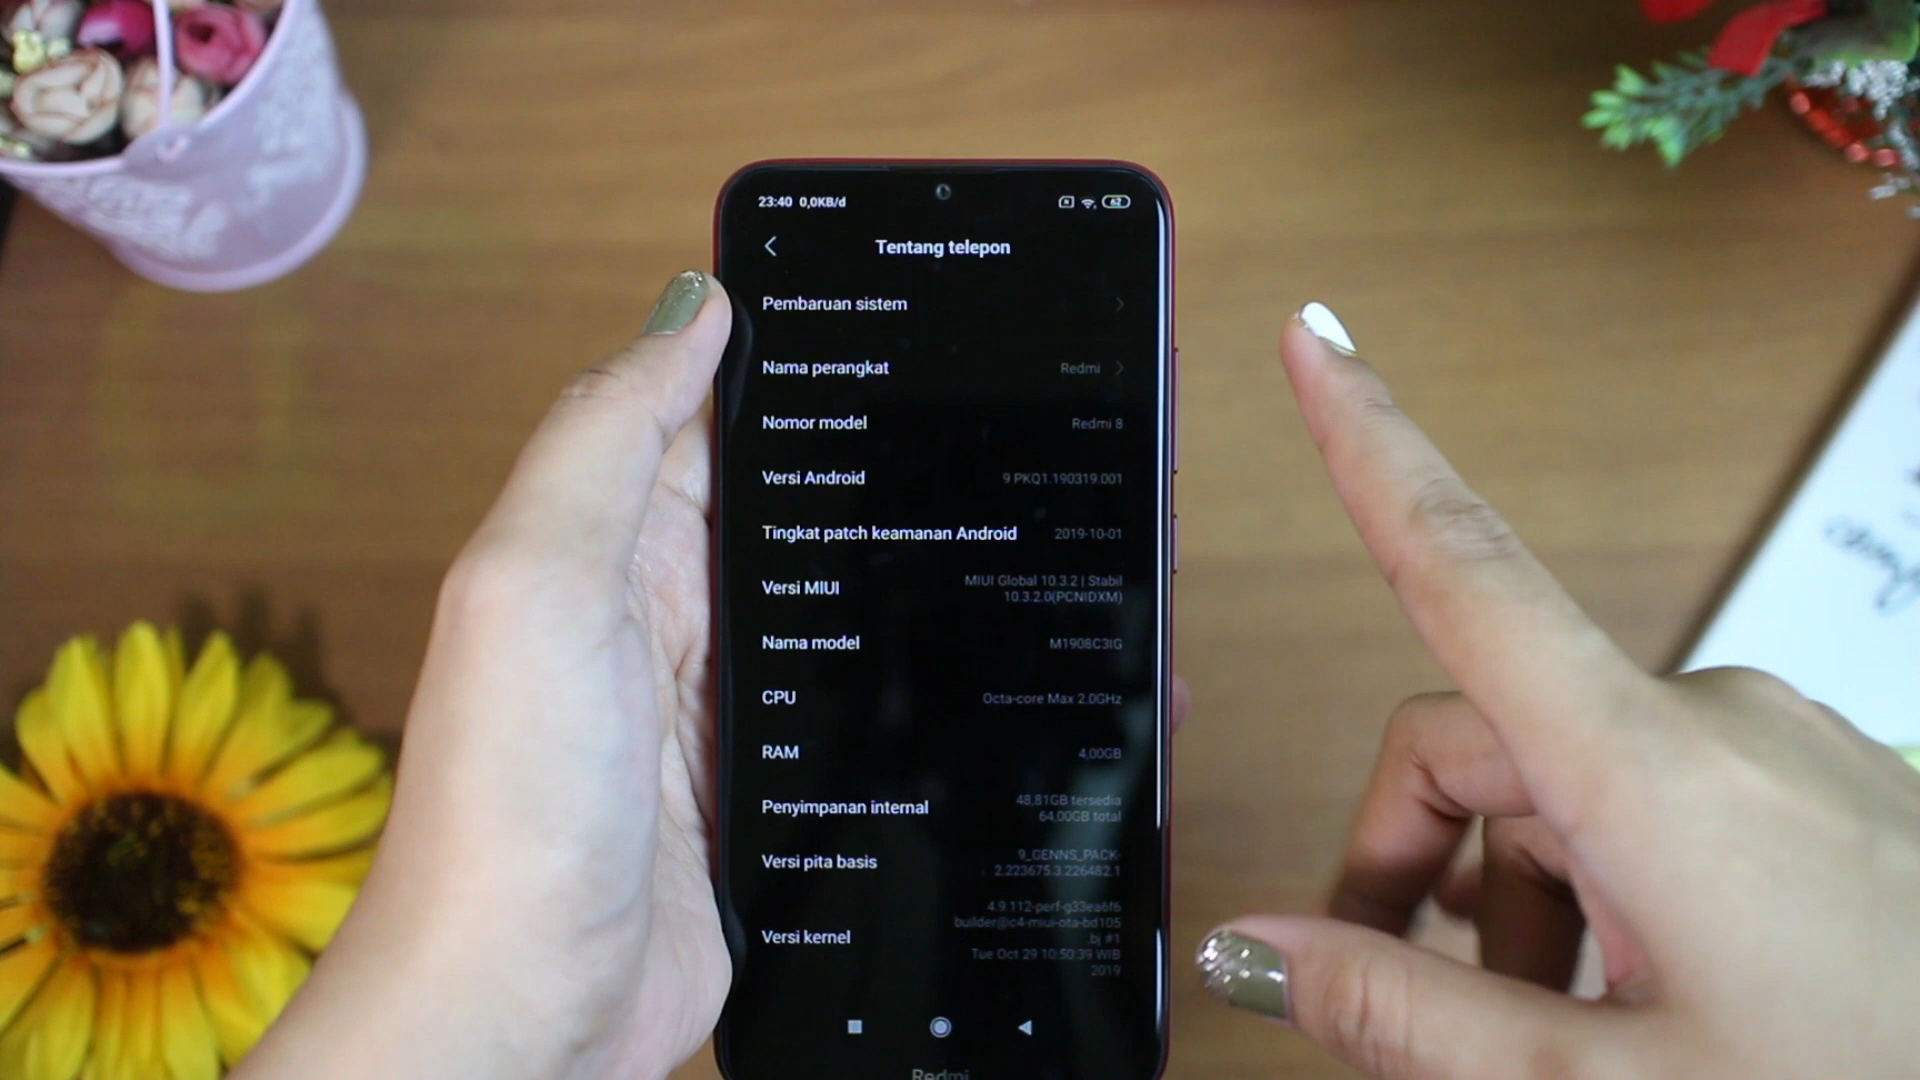 23:40 0,0KB/d
62
Tentang telepon
Pembaruan sistem
Nama perangkat Redmi
Nomor model Redmi 8
Versi Android 9 PKQ1.190319.001
Tingkat patch keamanan Android 2019-10-01
Versi MIUI MIUI Global 10.3.2 | Stabil
10.3.2.0(PCNIDXM)
Nama model M1908C3IG
CPU Octa-core Max 2.0GHz
RAM 4,00GB
Penyimpanan internal 48,81GB tersedia
64,00GB total
Versi pita basis 9_GENNS_PACK-
2.223675.3.226482.1
Versi kernel 4.9.112-perf-g33ea6f6
builder@c4-miui-ota-bd105
.bj #1
Tue Oct 29 10:50:39 WIB
2019
Redmi